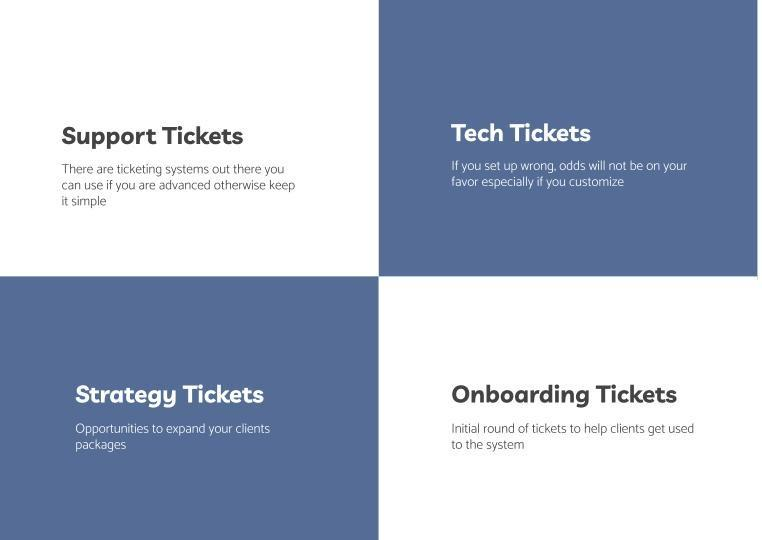 Support Tickets
There are ticketing systems out there you
can use if you are advanced otherwise keep
it simple
Tech Tickets
If you set up wrong, odds will not be on your
favor especially if you customize
Strategy Tickets
Opportunities to expand your clients
packages
Onboarding Tickets
Initial round of tickets to help clients get used
to the system